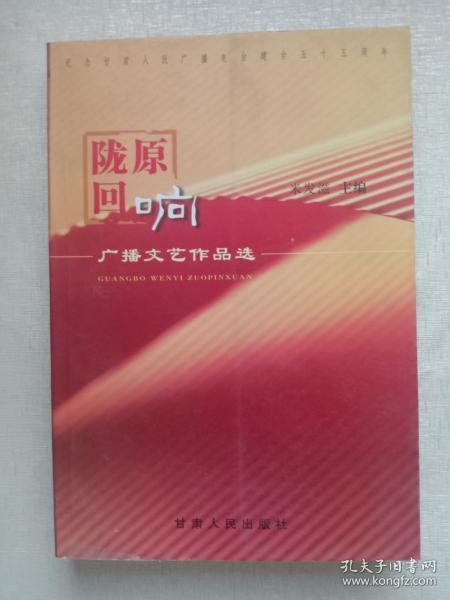 纪念甘肃人民广播电台建台五十五周年
陇原
回响
米发滋 主编
广播文艺作品选
GUANGBO WENYI ZUOPINXUAN
甘肃人民出版社
孔夫子旧书网
www.kongfz.com